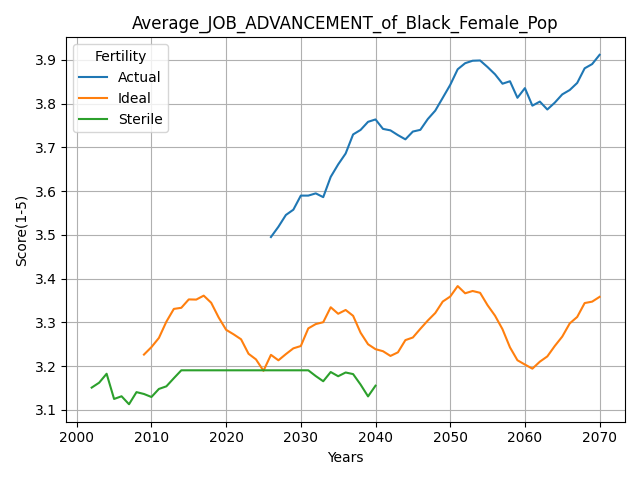 Average_JOB_ADVANCEMENT_of_Black_Female_Pop
Fertility
Actual
Ideal
Sterile
Score(1-5)
3.9
3.8
3.7
3.6
3.5
3.4
3.3
3.2
3.1
2000 2010 2020 2030 2040 2050 2060 2070
Years